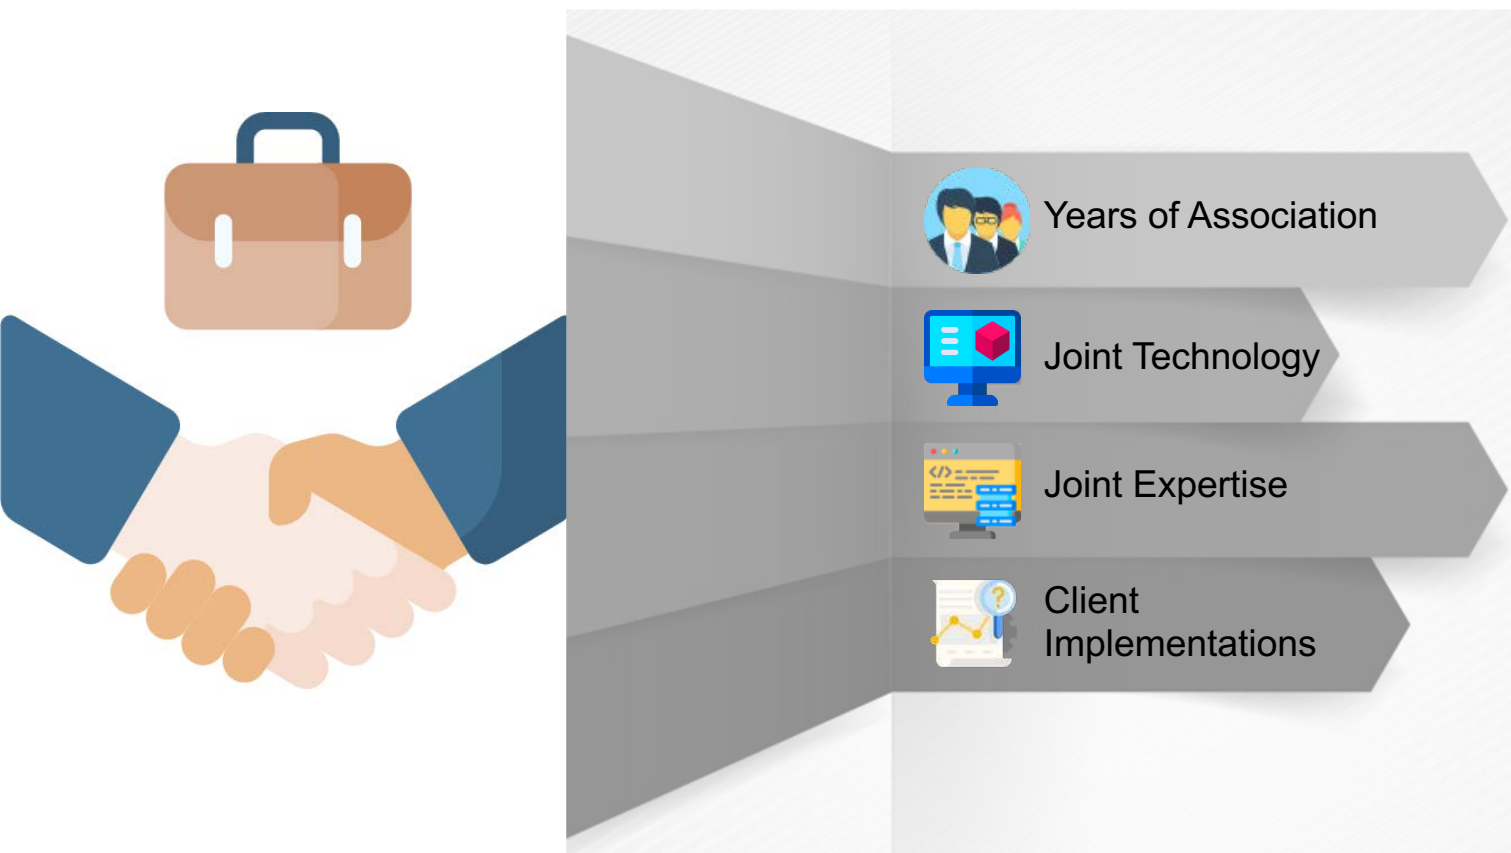 Years of Association
Joint Technology
Joint Expertise
Client
Implementations